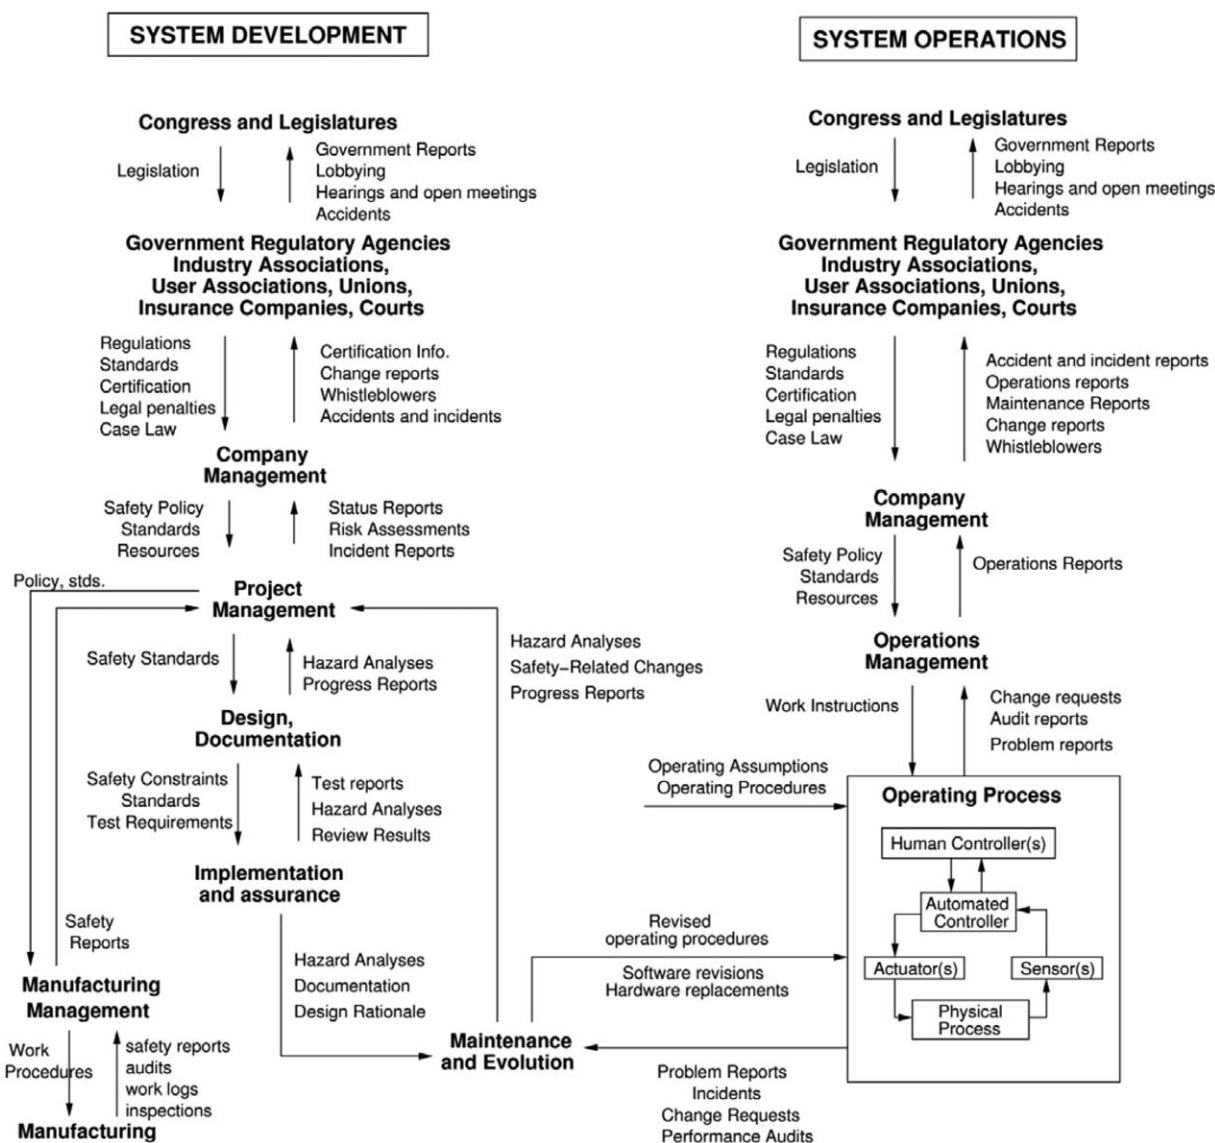 SYSTEM DEVELOPMENT
Congress and Legislatures
Legislation
Government Reports
Lobbying
Hearings and open meetings
Accidents
Government Regulatory Agencies
Industry Associations,
User Associations, Unions,
Insurance Companies, Courts
Regulations
Standards
Certification
Legal penalties
Case Law
Certification Info.
Change reports
Whistleblowers
Accidents and incidents
Company
Management
Safety Policy
Standards
Resources
Status Reports
Risk Assessments
Incident Reports
Policy, stds.
Project
Management
Safety Standards
Hazard Analyses
Progress Reports
Hazard Analyses
Safety-Related Changes
Progress Reports
Design,
Documentation
Safety Constraints
Standards
Test Requirements
Test reports
Hazard Analyses
Review Results
Implementation
and assurance
Safety
Reports
Hazard Analyses
Documentation
Design Rationale
Manufacturing
Management
Work
Procedures
safety reports
audits
work logs
inspections
Manufacturing
Maintenance
and Evolution
SYSTEM OPERATIONS
Congress and Legislatures
Legislation
Government Reports
Lobbying
Hearings and open meetings
Accidents
Government Regulatory Agencies
Industry Associations,
User Associations, Unions,
Insurance Companies, Courts
Regulations
Standards
Certification
Legal penalties
Case Law
Accident and incident reports
Operations reports
Maintenance Reports
Change reports
Whistleblowers
Company
Management
Safety Policy
Standards
Resources
Operations Reports
Operations
Management
Work Instructions
Change requests
Audit reports
Problem reports
Operating Assumptions
Operating Procedures
Operating Process
Human Controller(s)
Automated
Controller
Actuator(s)
Sensor(s)
Physical
Process
Revised
operating procedures
Software revisions
Hardware replacements
Problem Reports
Incidents
Change Requests
Performance Audits